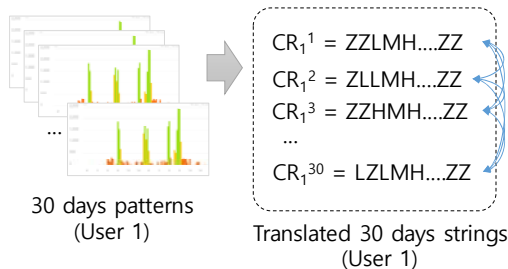 ...
30 days patterns
(User 1)
CR₁¹ = ZZLMH....ZZ
CR₁² = ZLLMH....ZZ
CR₁³ = ZZHMH....ZZ
...
CR₁³⁰ = LZLMH....ZZ
Translated 30 days strings
(User 1)